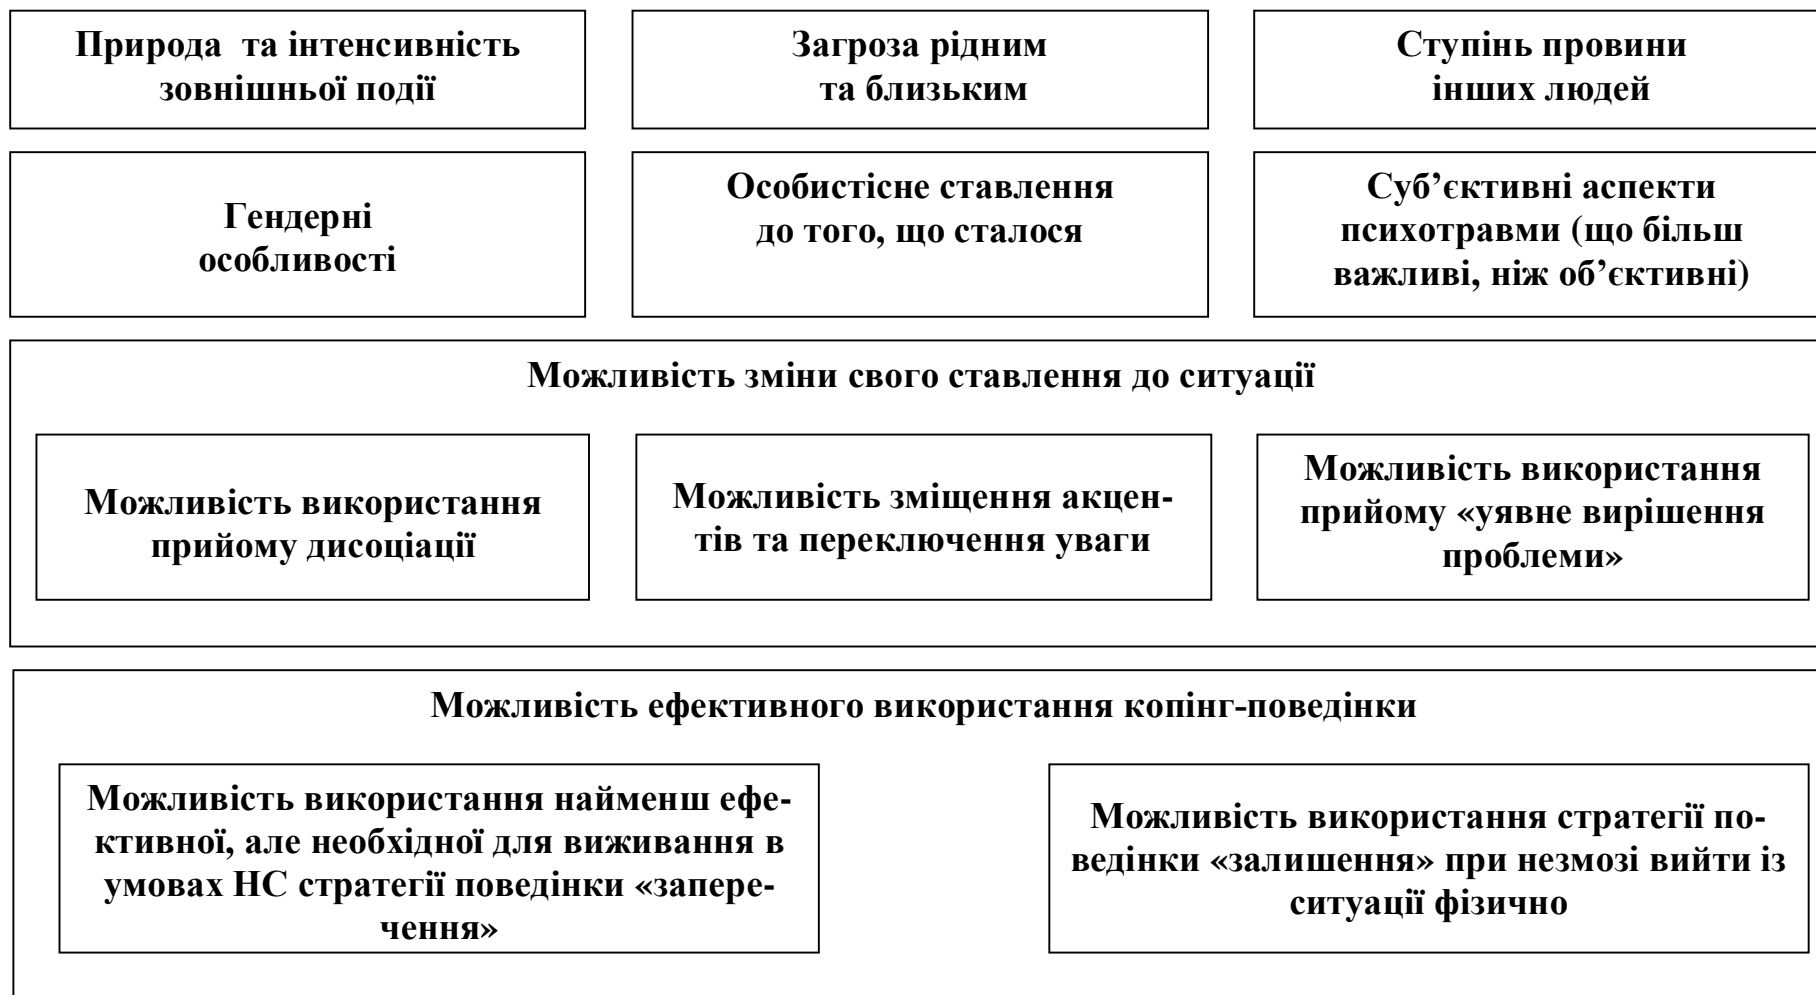 Природа та інтенсивність
зовнішньої події
Загроза рідним
та близьким
Ступінь провини
інших людей
Гендерні
особливості
Особистісне ставлення
до того, що сталося
Суб’єктивні аспекти
психотравми (що більш
важливі, ніж об’єктивні)
Можливість зміни свого ставлення до ситуації
Можливість використання
прийому дисоціації
Можливість зміщення акцен-
тів та переключення уваги
Можливість використання
прийому «уявне вирішення
проблеми»
Можливість ефективного використання копінг-поведінки
Можливість використання найменш ефе-
ктивної, але необхідної для виживання в
умовах НС стратегії поведінки «запере-
чення»
Можливість використання стратегії по-
ведінки «залишення» при незмозі вийти із
ситуації фізично